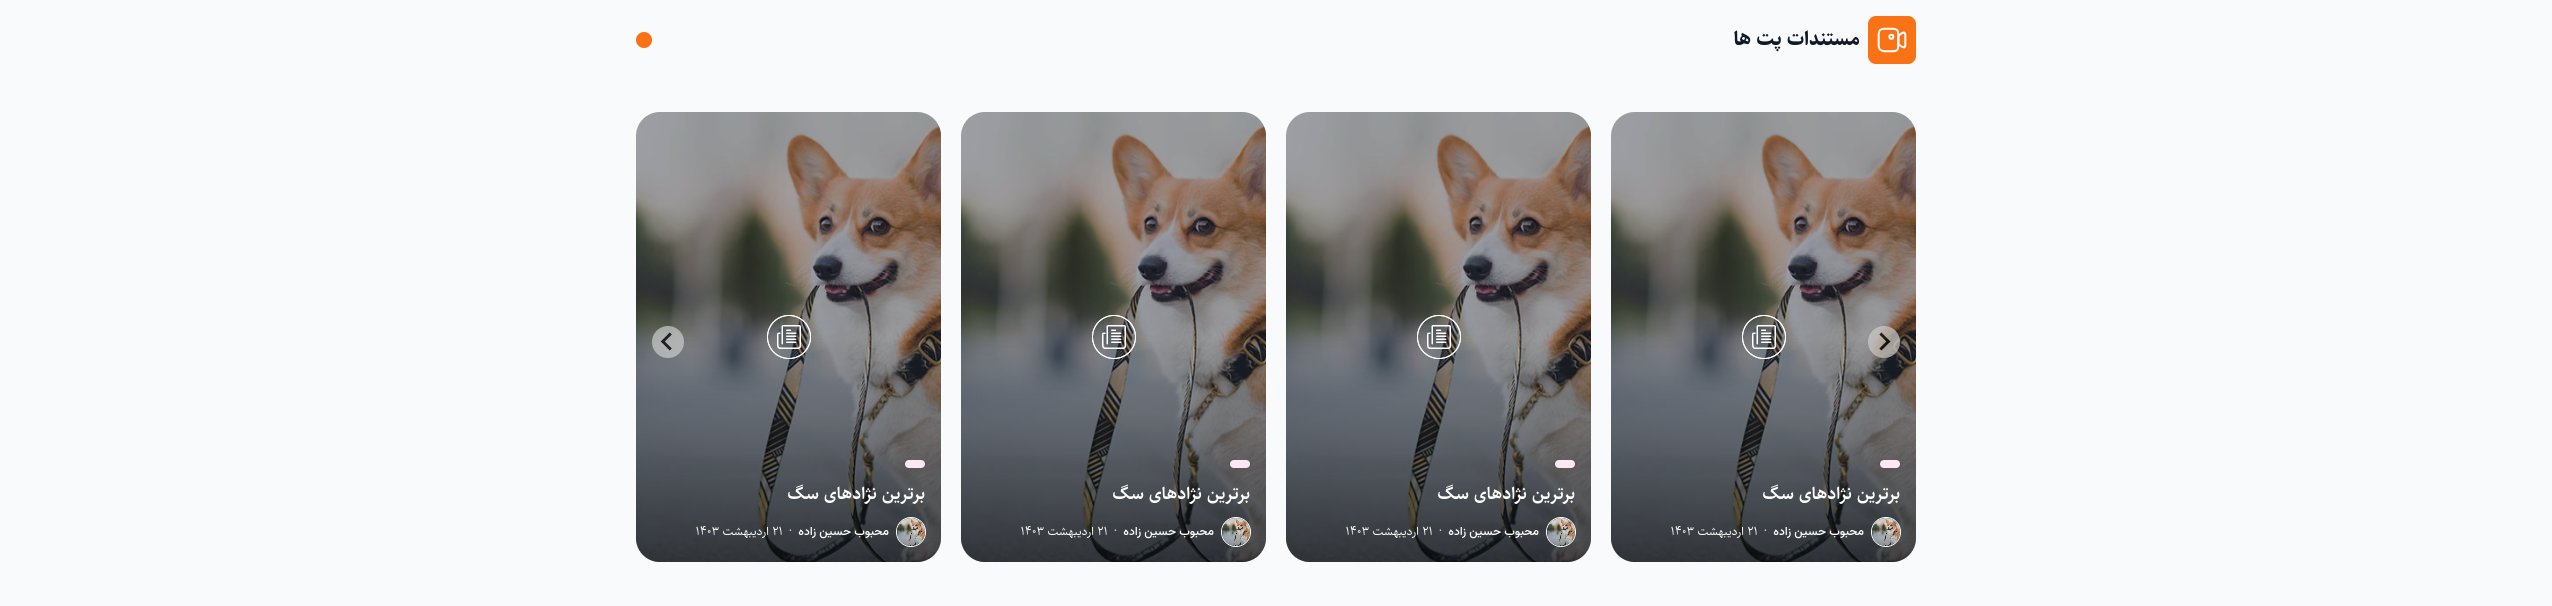 مستندات پت ها
برترین نژادهای سگ
محبوب حسین زاده · ۲۱ اردیبهشت ۱۴۰۳
برترین نژادهای سگ
محبوب حسین زاده · ۲۱ اردیبهشت ۱۴۰۳
برترین نژادهای سگ
محبوب حسین زاده · ۲۱ اردیبهشت ۱۴۰۳
برترین نژادهای سگ
محبوب حسین زاده · ۲۱ اردیبهشت ۱۴۰۳